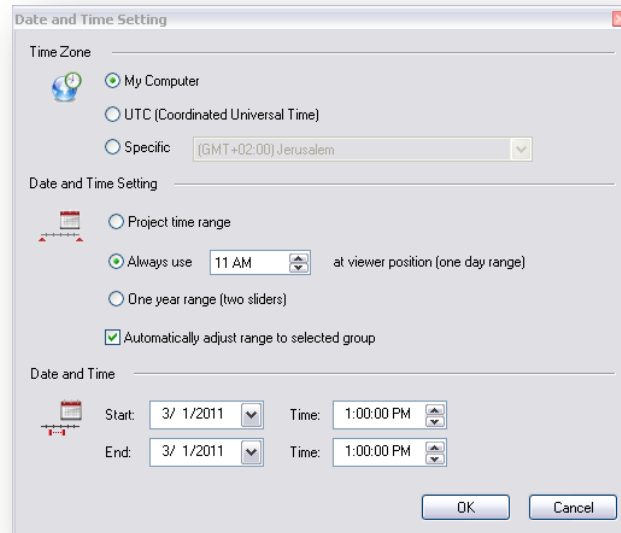 Date and Time Setting
Time Zone
My Computer
UTC (Coordinated Universal Time)
Specific (GMT+02:00) Jerusalem
Date and Time Setting
Project time range
Always use 11 AM at viewer position (one day range)
One year range (two sliders)
Automatically adjust range to selected group
Date and Time
Start: 3/ 1/2011 Time: 1:00:00 PM
End: 3/ 1/2011 Time: 1:00:00 PM
OK Cancel